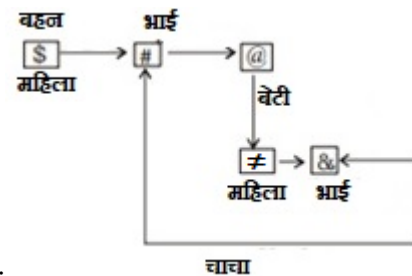 बहन भाई
$ # @
महिला
बेटी
≠ &
महिला भाई
चाचा
.